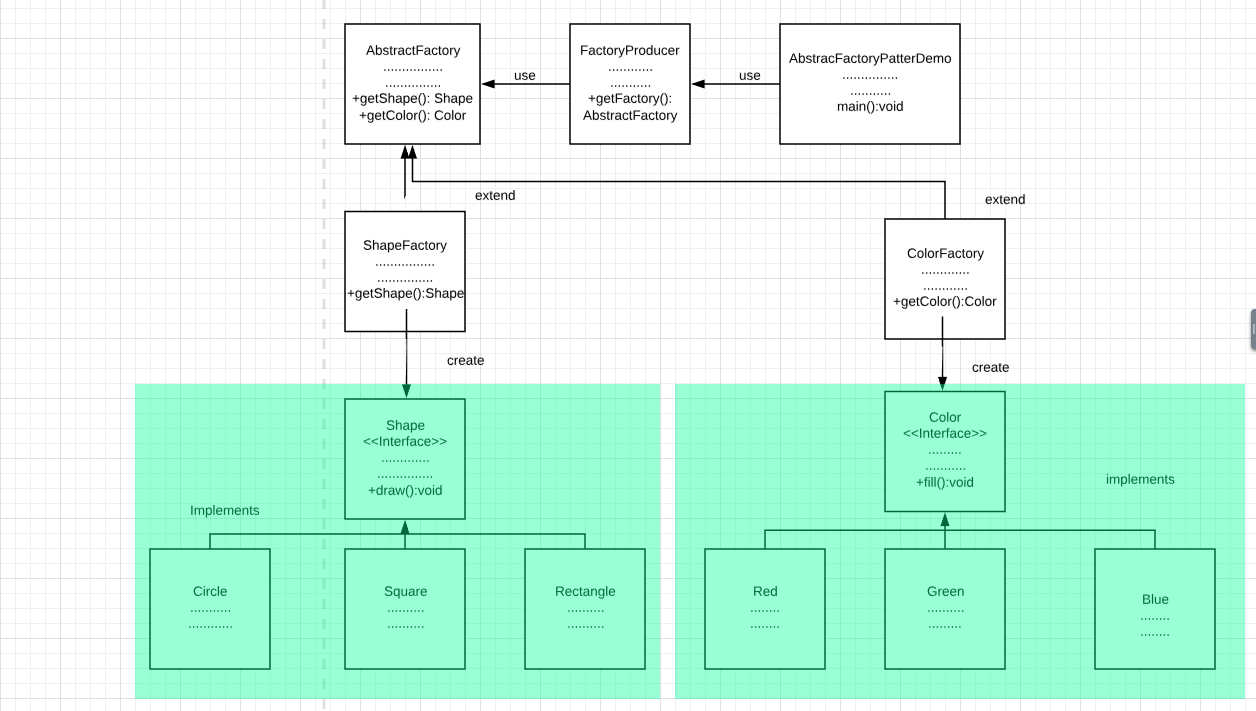 AbstractFactory
................
...............
+getShape(): Shape
+getColor(): Color
use
FactoryProducer
............
...........
+getFactory():
AbstractFactory
use
AbstracFactoryPatterDemo
...............
...........
main():void
extend
extend
ShapeFactory
................
...............
+getShape():Shape
ColorFactory
.............
............
+getColor():Color
create
create
Shape
<<Interface>>
.............
...............
+draw():void
Color
<<Interface>>
.........
...........
+fill():void
Implements
implements
Circle
...........
............
Square
..........
..........
Rectangle
..........
..........
Red
........
........
Green
..........
.........
Blue
........
........